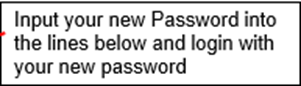 Input your new Password into
the lines below and login with
your new password